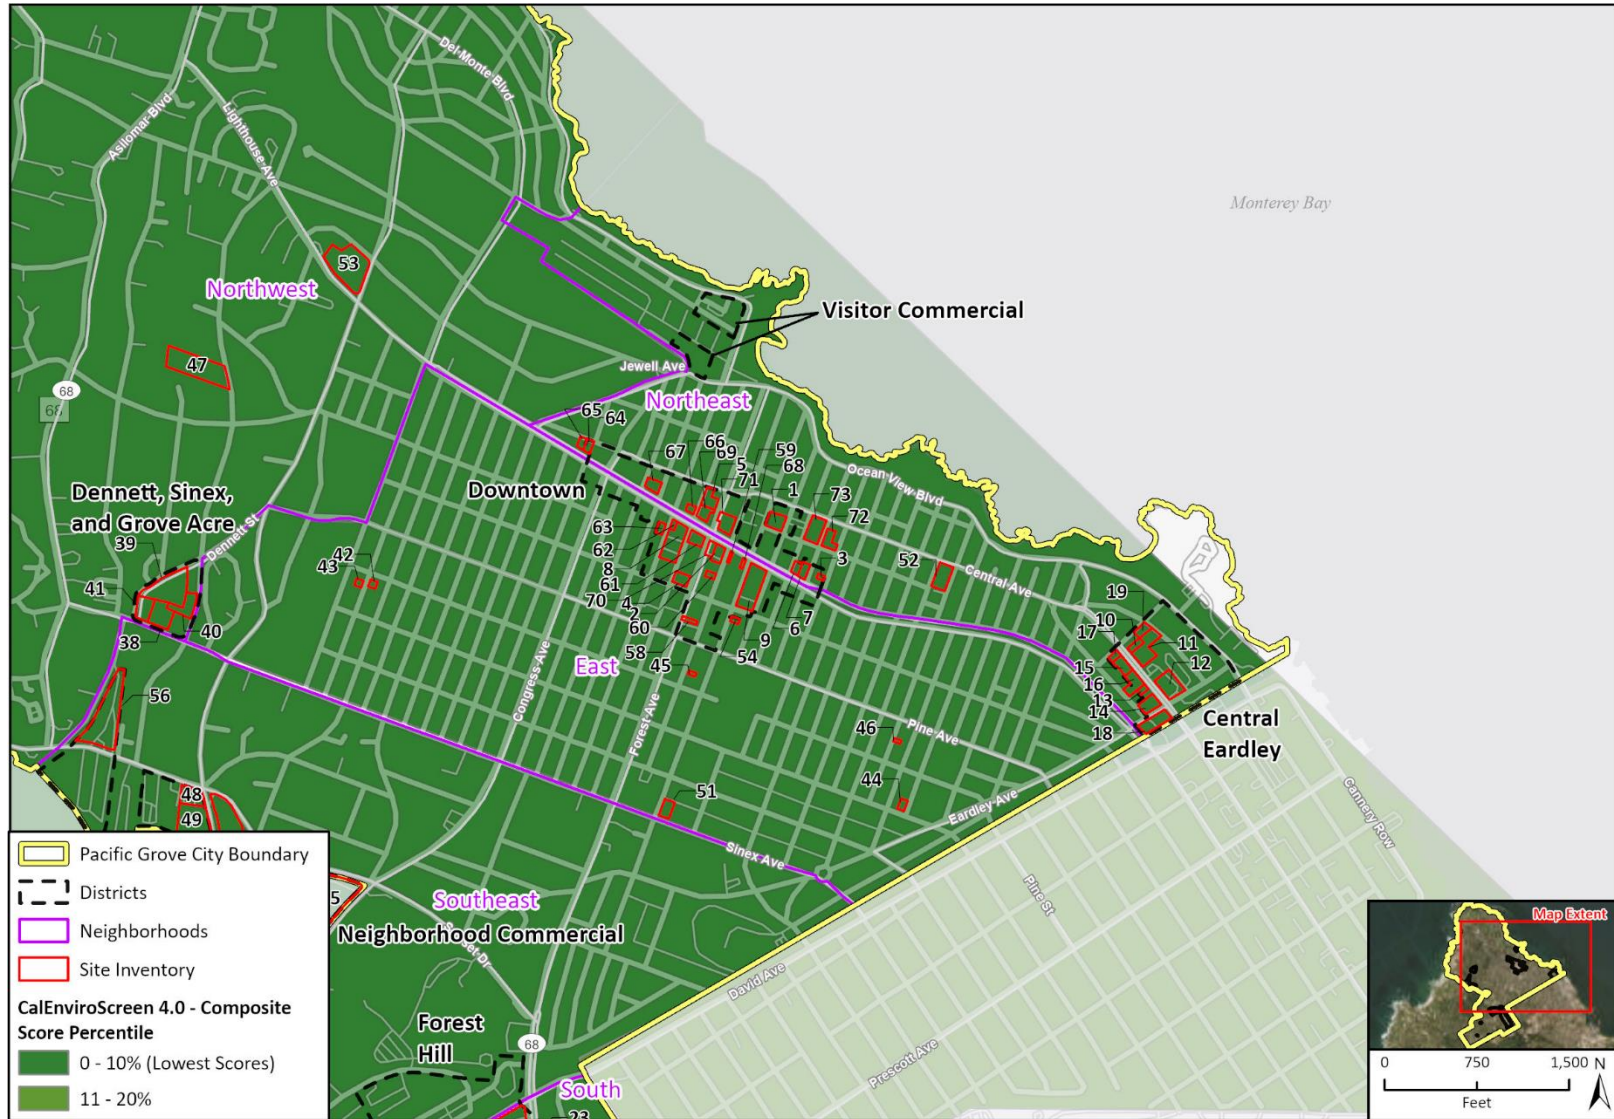 Del Monte Blvd
Asilomar Blvd
Lighthouse Ave
Monterey Bay
53
Northwest
Visitor Commercial
47
Jewell Ave
68
68
Northeast
65
64
66
59
67
69
5
68
71
1
73
72
Ocean View Blvd
Downtown
Dennett, Sinex,
and Grove Acre
Dennett St
39
63
62
42
43
8
61
3
52
Central Ave
41
70
4
2
7
19
60
6
10
38
40
58
9
17
11
45
54
15
12
East
16
56
Congress Ave
Forest Ave
13
14
Central
Eardley
46
Pine Ave
18
44
48
51
49
Eardley Ave
Cannery Row
Sinex Ave
Pine St
5
Southeast
Neighborhood Commercial
Sunset Dr
David Ave
Forest
Hill
68
Prescott Ave
South
23
Pacific Grove City Boundary
Districts
Neighborhoods
Site Inventory
CalEnviroScreen 4.0 - Composite
Score Percentile
0 - 10% (Lowest Scores)
11 - 20%
Map Extent
0 750 1,500 N
Feet